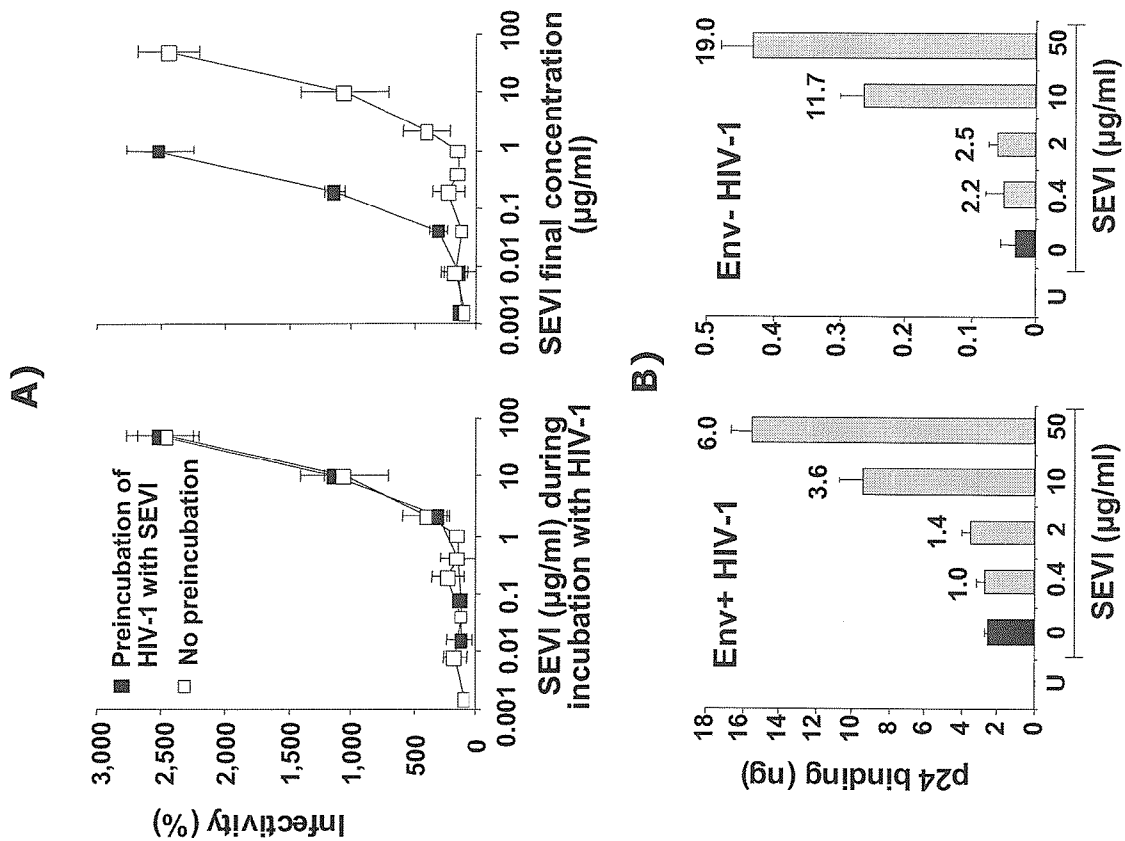 A)
3,000
2,500
1,500
1,000
500
0
Infectivity (%)
Preincubation of
HIV-1 with SEVI
No preincubation
0.001 0.01 0.1 1 10 100
SEVI (µg/ml) during
incubation with HIV-1
0.001 0.01 0.1 1 10 100
SEVI final concentration
(µg/ml)
B)
Env+ HIV-1
18
16
14
12
10
8
6
4
2
0
p24 binding (ng)
1.0 1.4 3.6 6.0
U 0 0.4 2 10 50
SEVI (µg/ml)
Env- HIV-1
0.5
0.4
0.3
0.2
0.1
0
2.2 2.5 11.7 19.0
U 0 0.4 2 10 50
SEVI (µg/ml)